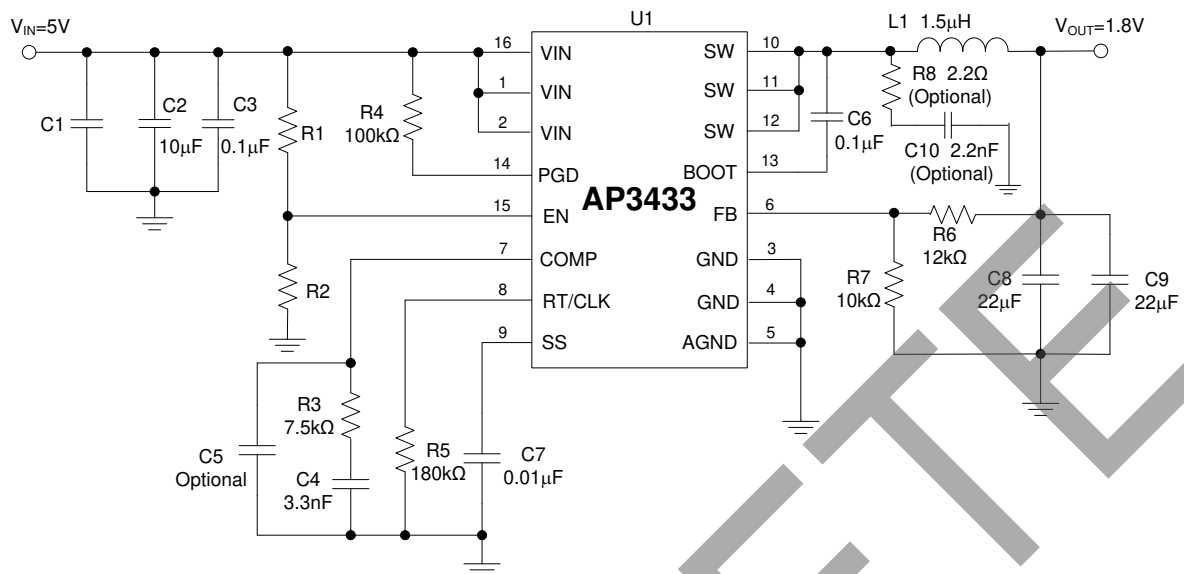 U1
V_IN=5V
L1 1.5μH
V_OUT=1.8V
16
VIN
SW
10
1
VIN
SW
11
2
VIN
SW
12
14
PGD
BOOT
13
15
EN
FB
6
7
COMP
GND
3
8
RT/CLK
GND
4
9
SS
AGND
5
AP3433
C1
C2
10μF
C3
0.1μF
R1
R4
100kΩ
R2
C6
0.1μF
R8 2.2Ω
(Optional)
C10 2.2nF
(Optional)
R6
12kΩ
R7
10kΩ
C8
22μF
C9
22μF
R3
7.5kΩ
C5
Optional
C4
3.3nF
R5
180kΩ
C7
0.01μF